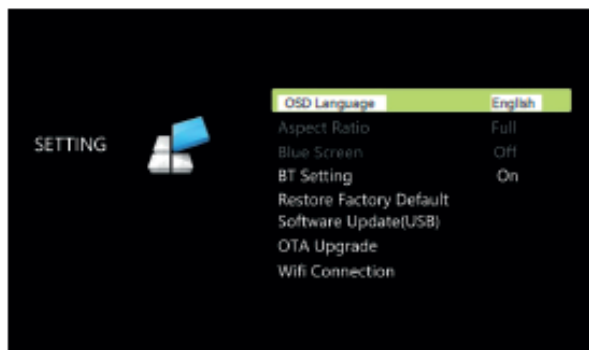 SETTING
OSD Language English
Aspect Ratio Full
Blue Screen Off
BT Setting On
Restore Factory Default
Software Update(USB)
OTA Upgrade
Wifi Connection